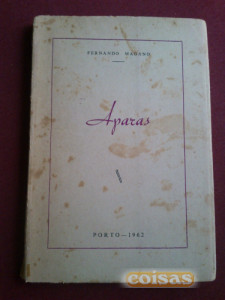 FERNANDO MAGANO
Aparas
PORTO — 1962
coisas